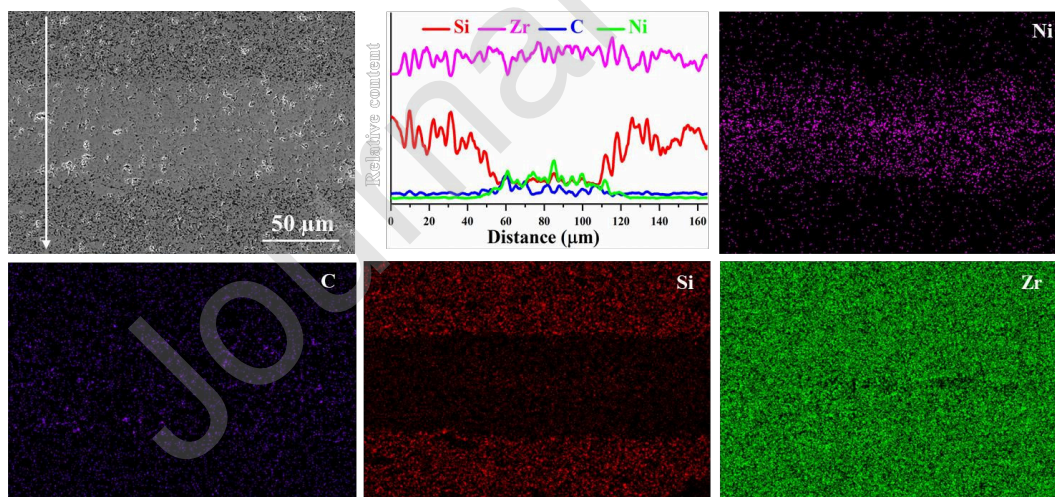 50 µm
Si Zr C Ni
Relative content
0 20 40 60 80 100 120 140 160
Distance (µm)
Ni
C
Si
Zr
Journa